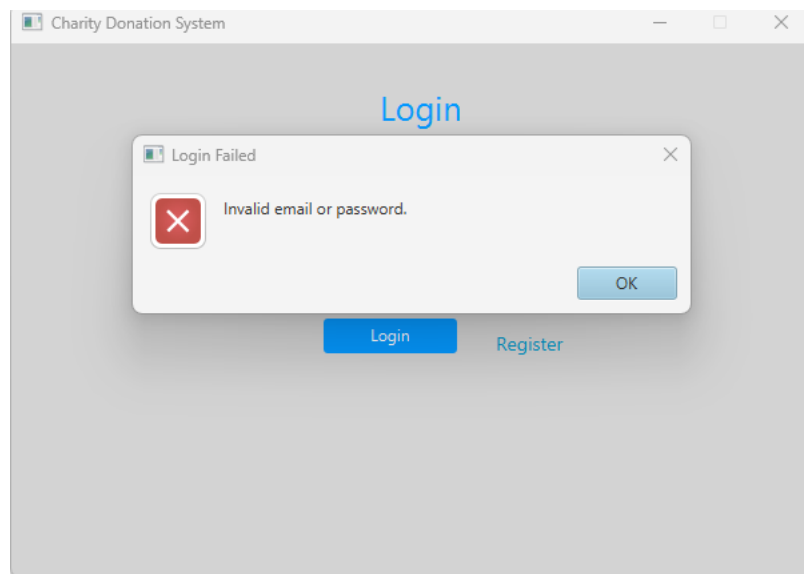 Charity Donation System
Login
Login Failed
Invalid email or password.
OK
Login
Register